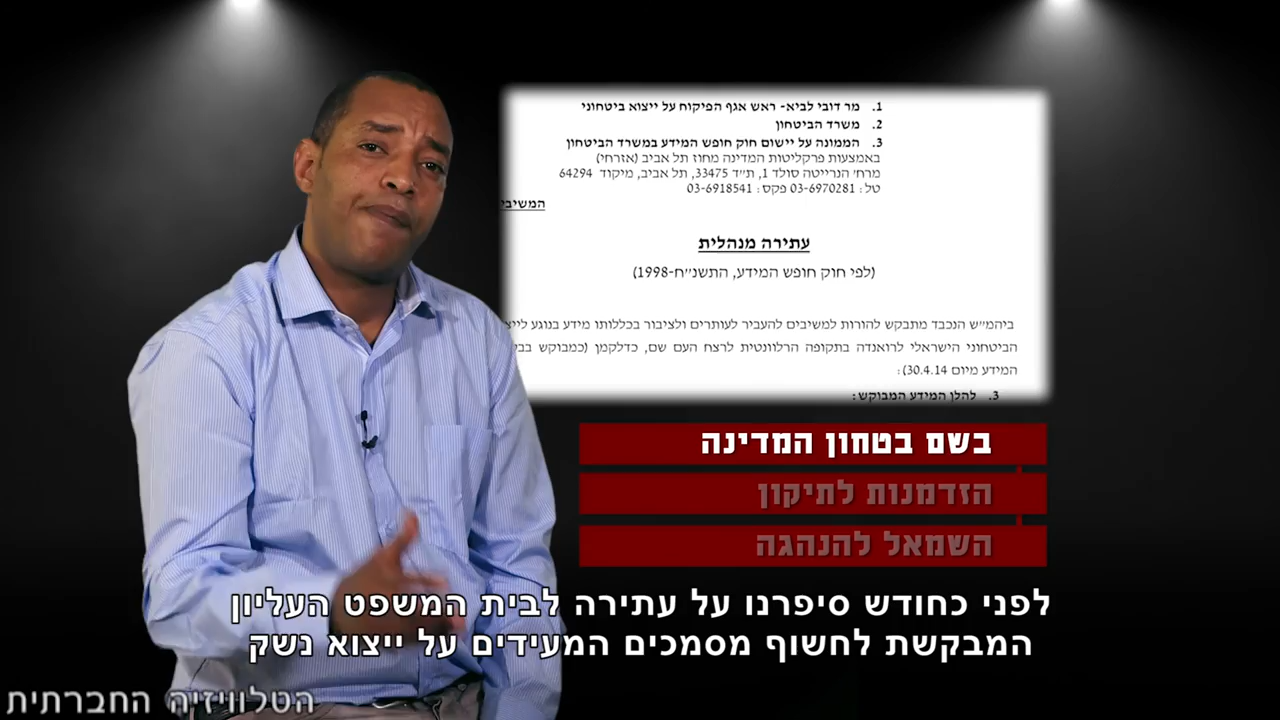 1. מר דובי לביא- ראש אגף הפיקוח על ייצוא ביטחוני
2. משרד הביטחון
3. הממונה על יישום חוק חופש המידע במשרד הביטחון
באמצעות פרקליטות המדינה מחוז תל אביב (אזרחי)
מרח' הנרייטה סולד 1, ת"ד 33475, תל אביב, מיקוד 64294
טל: 03-6970281 פקס: 03-6918541
עתירה מנהלית
(לפי חוק חופש המידע, התשנ"ח-1998)
ביהמ"ש הנכבד מתבקש להורות למשיבים להעביר לעותרים ולציבור בכללותו מידע בנוגע
הביטחוני הישראלי לרואנדה בתקופה הרלוונטית לרצח העם שם, כדלקמן (כמבוקש
המידע מיום 30.4.14):
3. להלן המידע המבוקש:
בשם בטחון המדינה
הזדמנות לתיקון
השמאל להנהגה
לפני כחודש סיפרנו על עתירה לבית המשפט העליון
המבקשת לחשוף מסמכים המעידים על ייצוא נשק
הטלוויזיה החברתית